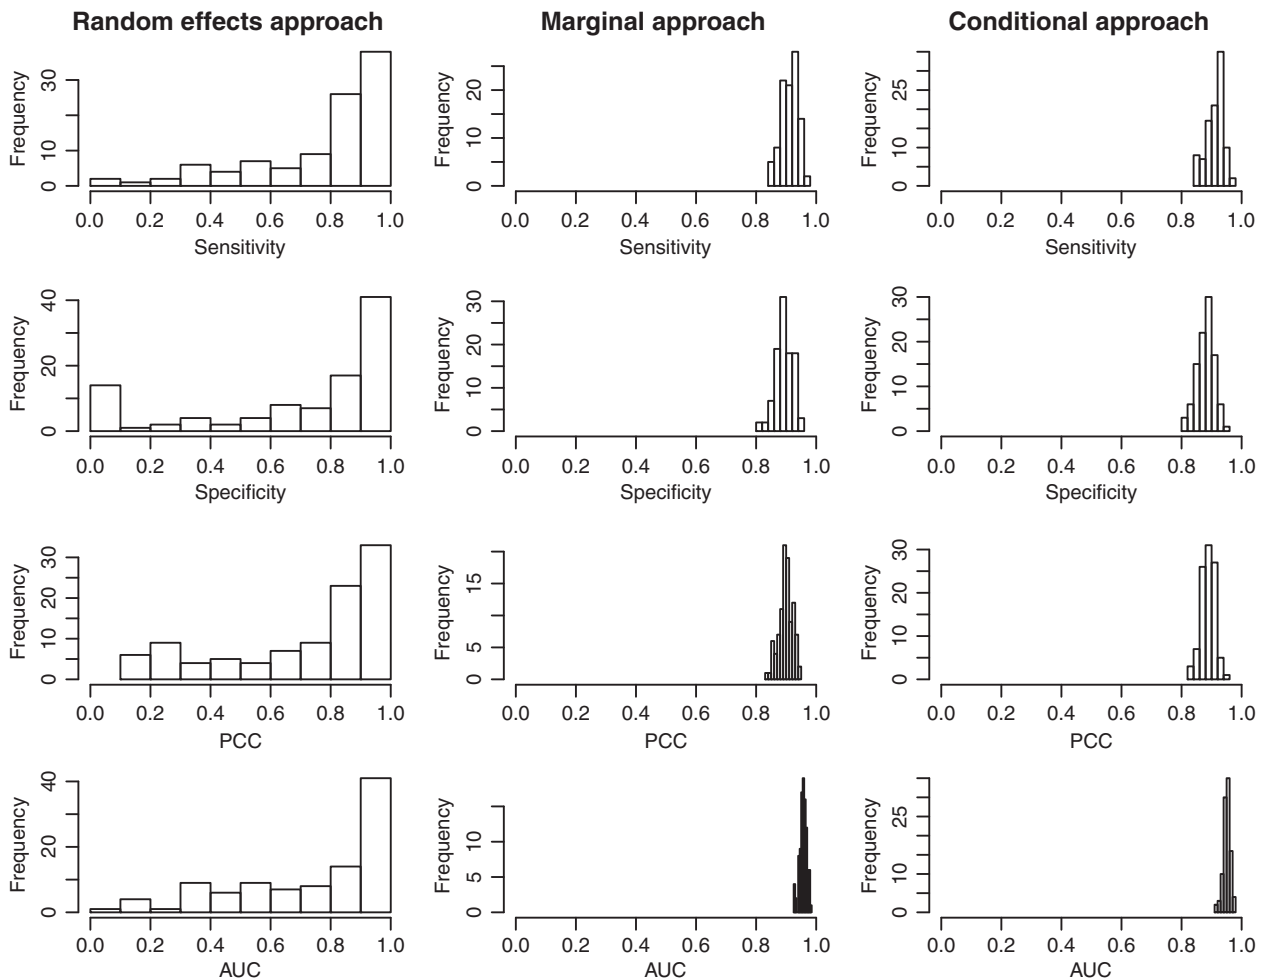 Random effects approach Marginal approach Conditional approach
Frequency 0 10 30 Frequency 0 10 20 Frequency 0 10 25
0.0 0.2 0.4 0.6 0.8 1.0 0.0 0.2 0.4 0.6 0.8 1.0 0.0 0.2 0.4 0.6 0.8 1.0
Sensitivity Sensitivity Sensitivity
Frequency 0 20 40 Frequency 0 10 20 30 Frequency 0 10 20 30
0.0 0.2 0.4 0.6 0.8 1.0 0.0 0.2 0.4 0.6 0.8 1.0 0.0 0.2 0.4 0.6 0.8 1.0
Specificity Specificity Specificity
Frequency 0 10 20 30 Frequency 0 5 15 Frequency 0 10 20 30
0.0 0.2 0.4 0.6 0.8 1.0 0.0 0.2 0.4 0.6 0.8 1.0 0.0 0.2 0.4 0.6 0.8 1.0
PCC PCC PCC
Frequency 0 20 40 Frequency 0 5 10 Frequency 0 10 25
0.0 0.2 0.4 0.6 0.8 1.0 0.0 0.2 0.4 0.6 0.8 1.0 0.0 0.2 0.4 0.6 0.8 1.0
AUC AUC AUC